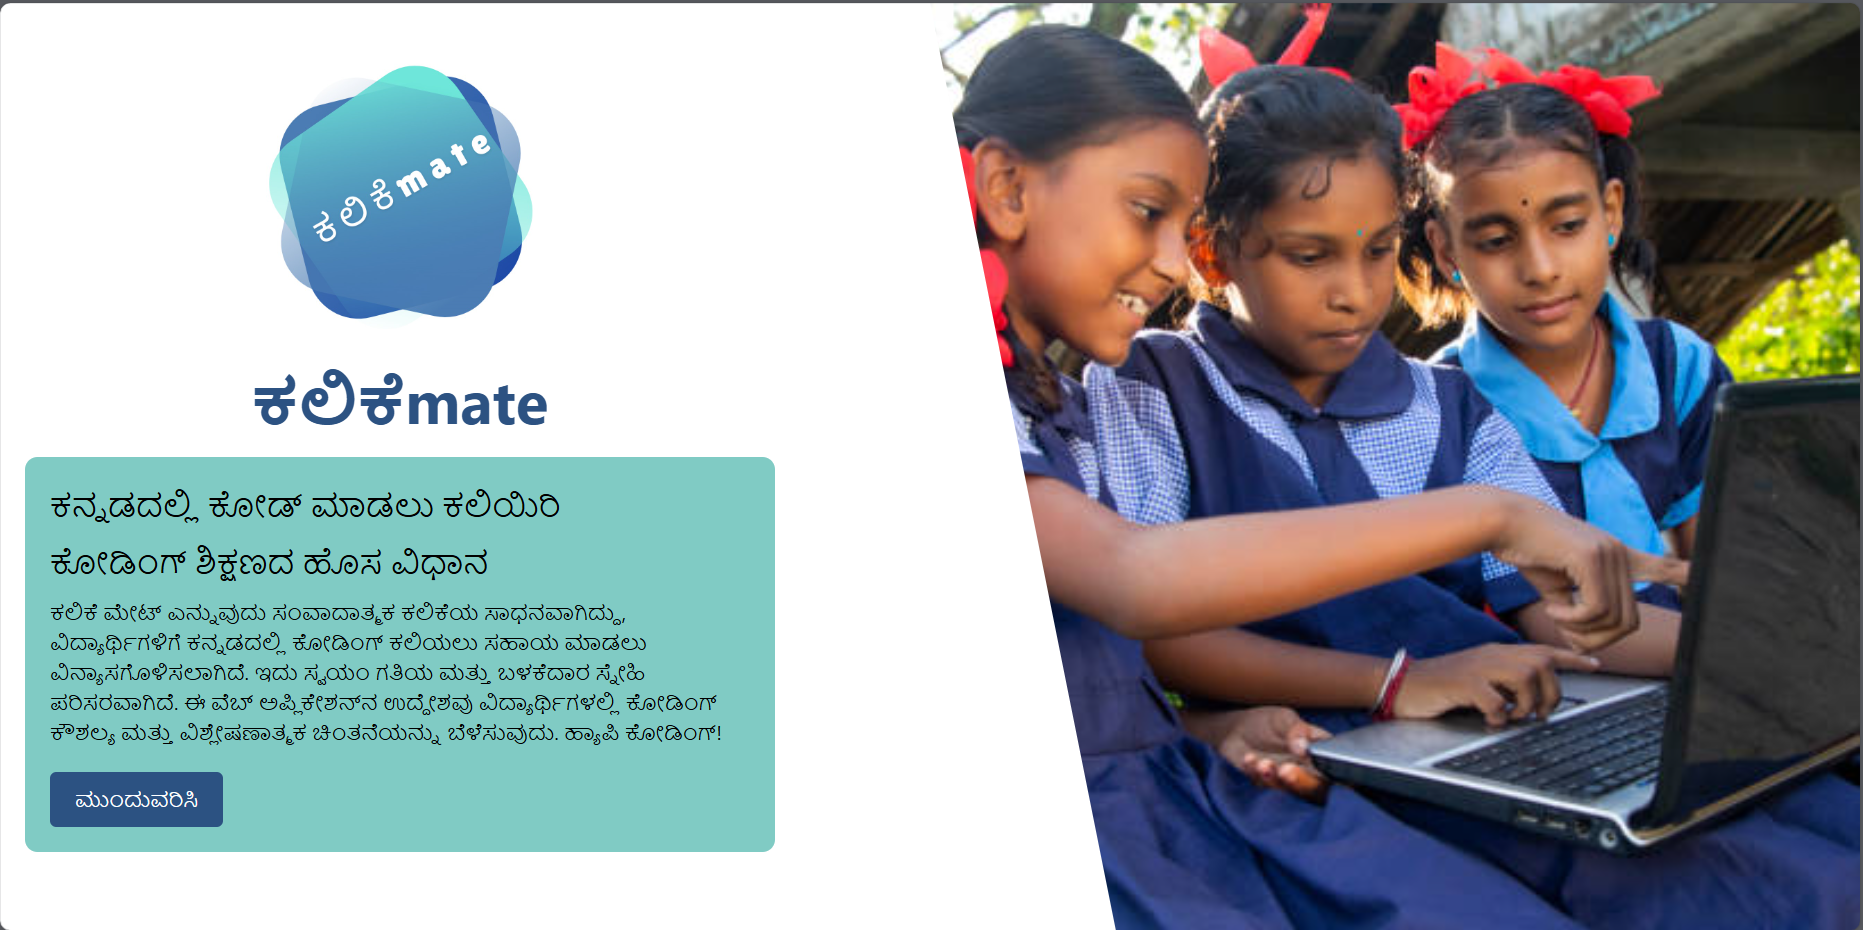 ಕಲಿಕೆmate
ಕಲಿಕೆmate
ಕನ್ನಡದಲ್ಲಿ ಕೋಡ್ ಮಾಡಲು ಕಲಿಯಿರಿ
ಕೋಡಿಂಗ್ ಶಿಕ್ಷಣದ ಹೊಸ ವಿಧಾನ
ಕಲಿಕೆ ಮೇಟ್ ಎನ್ನುವುದು ಸಂವಾದಾತ್ಮಕ ಕಲಿಕೆಯ ಸಾಧನವಾಗಿದ್ದು,
ವಿದ್ಯಾರ್ಥಿಗಳಿಗೆ ಕನ್ನಡದಲ್ಲಿ ಕೋಡಿಂಗ್ ಕಲಿಯಲು ಸಹಾಯ ಮಾಡಲು
ವಿನ್ಯಾಸಗೊಳಿಸಲಾಗಿದೆ. ಇದು ಸ್ವಯಂ ಗತಿಯ ಮತ್ತು ಬಳಕೆದಾರ ಸ್ನೇಹಿ
ಪರಿಸರವಾಗಿದೆ. ಈ ವೆಬ್ ಅಪ್ಲಿಕೇಶನ್‌ನ ಉದ್ದೇಶವು ವಿದ್ಯಾರ್ಥಿಗಳಲ್ಲಿ ಕೋಡಿಂಗ್
ಕೌಶಲ್ಯ ಮತ್ತು ವಿಶ್ಲೇಷಣಾತ್ಮಕ ಚಿಂತನೆಯನ್ನು ಬೆಳೆಸುವುದು. ಹ್ಯಾಪಿ ಕೋಡಿಂಗ್!
ಮುಂದುವರಿಸಿ